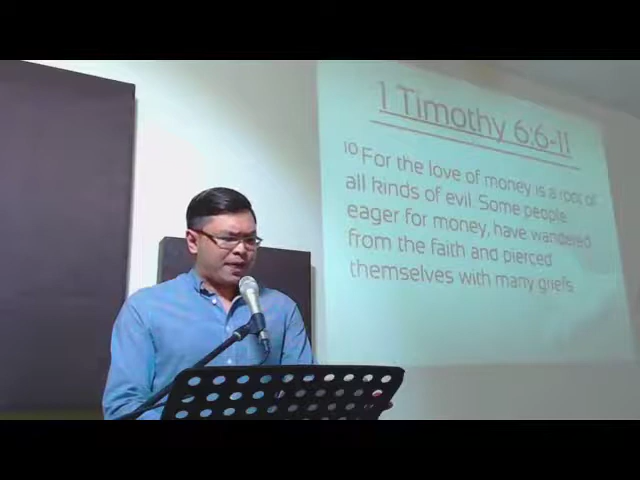 1 Timothy 6:6-11
10 For the love of money is a root of
all kinds of evil. Some people,
eager for money, have wandered
from the faith and pierced
themselves with many griefs.